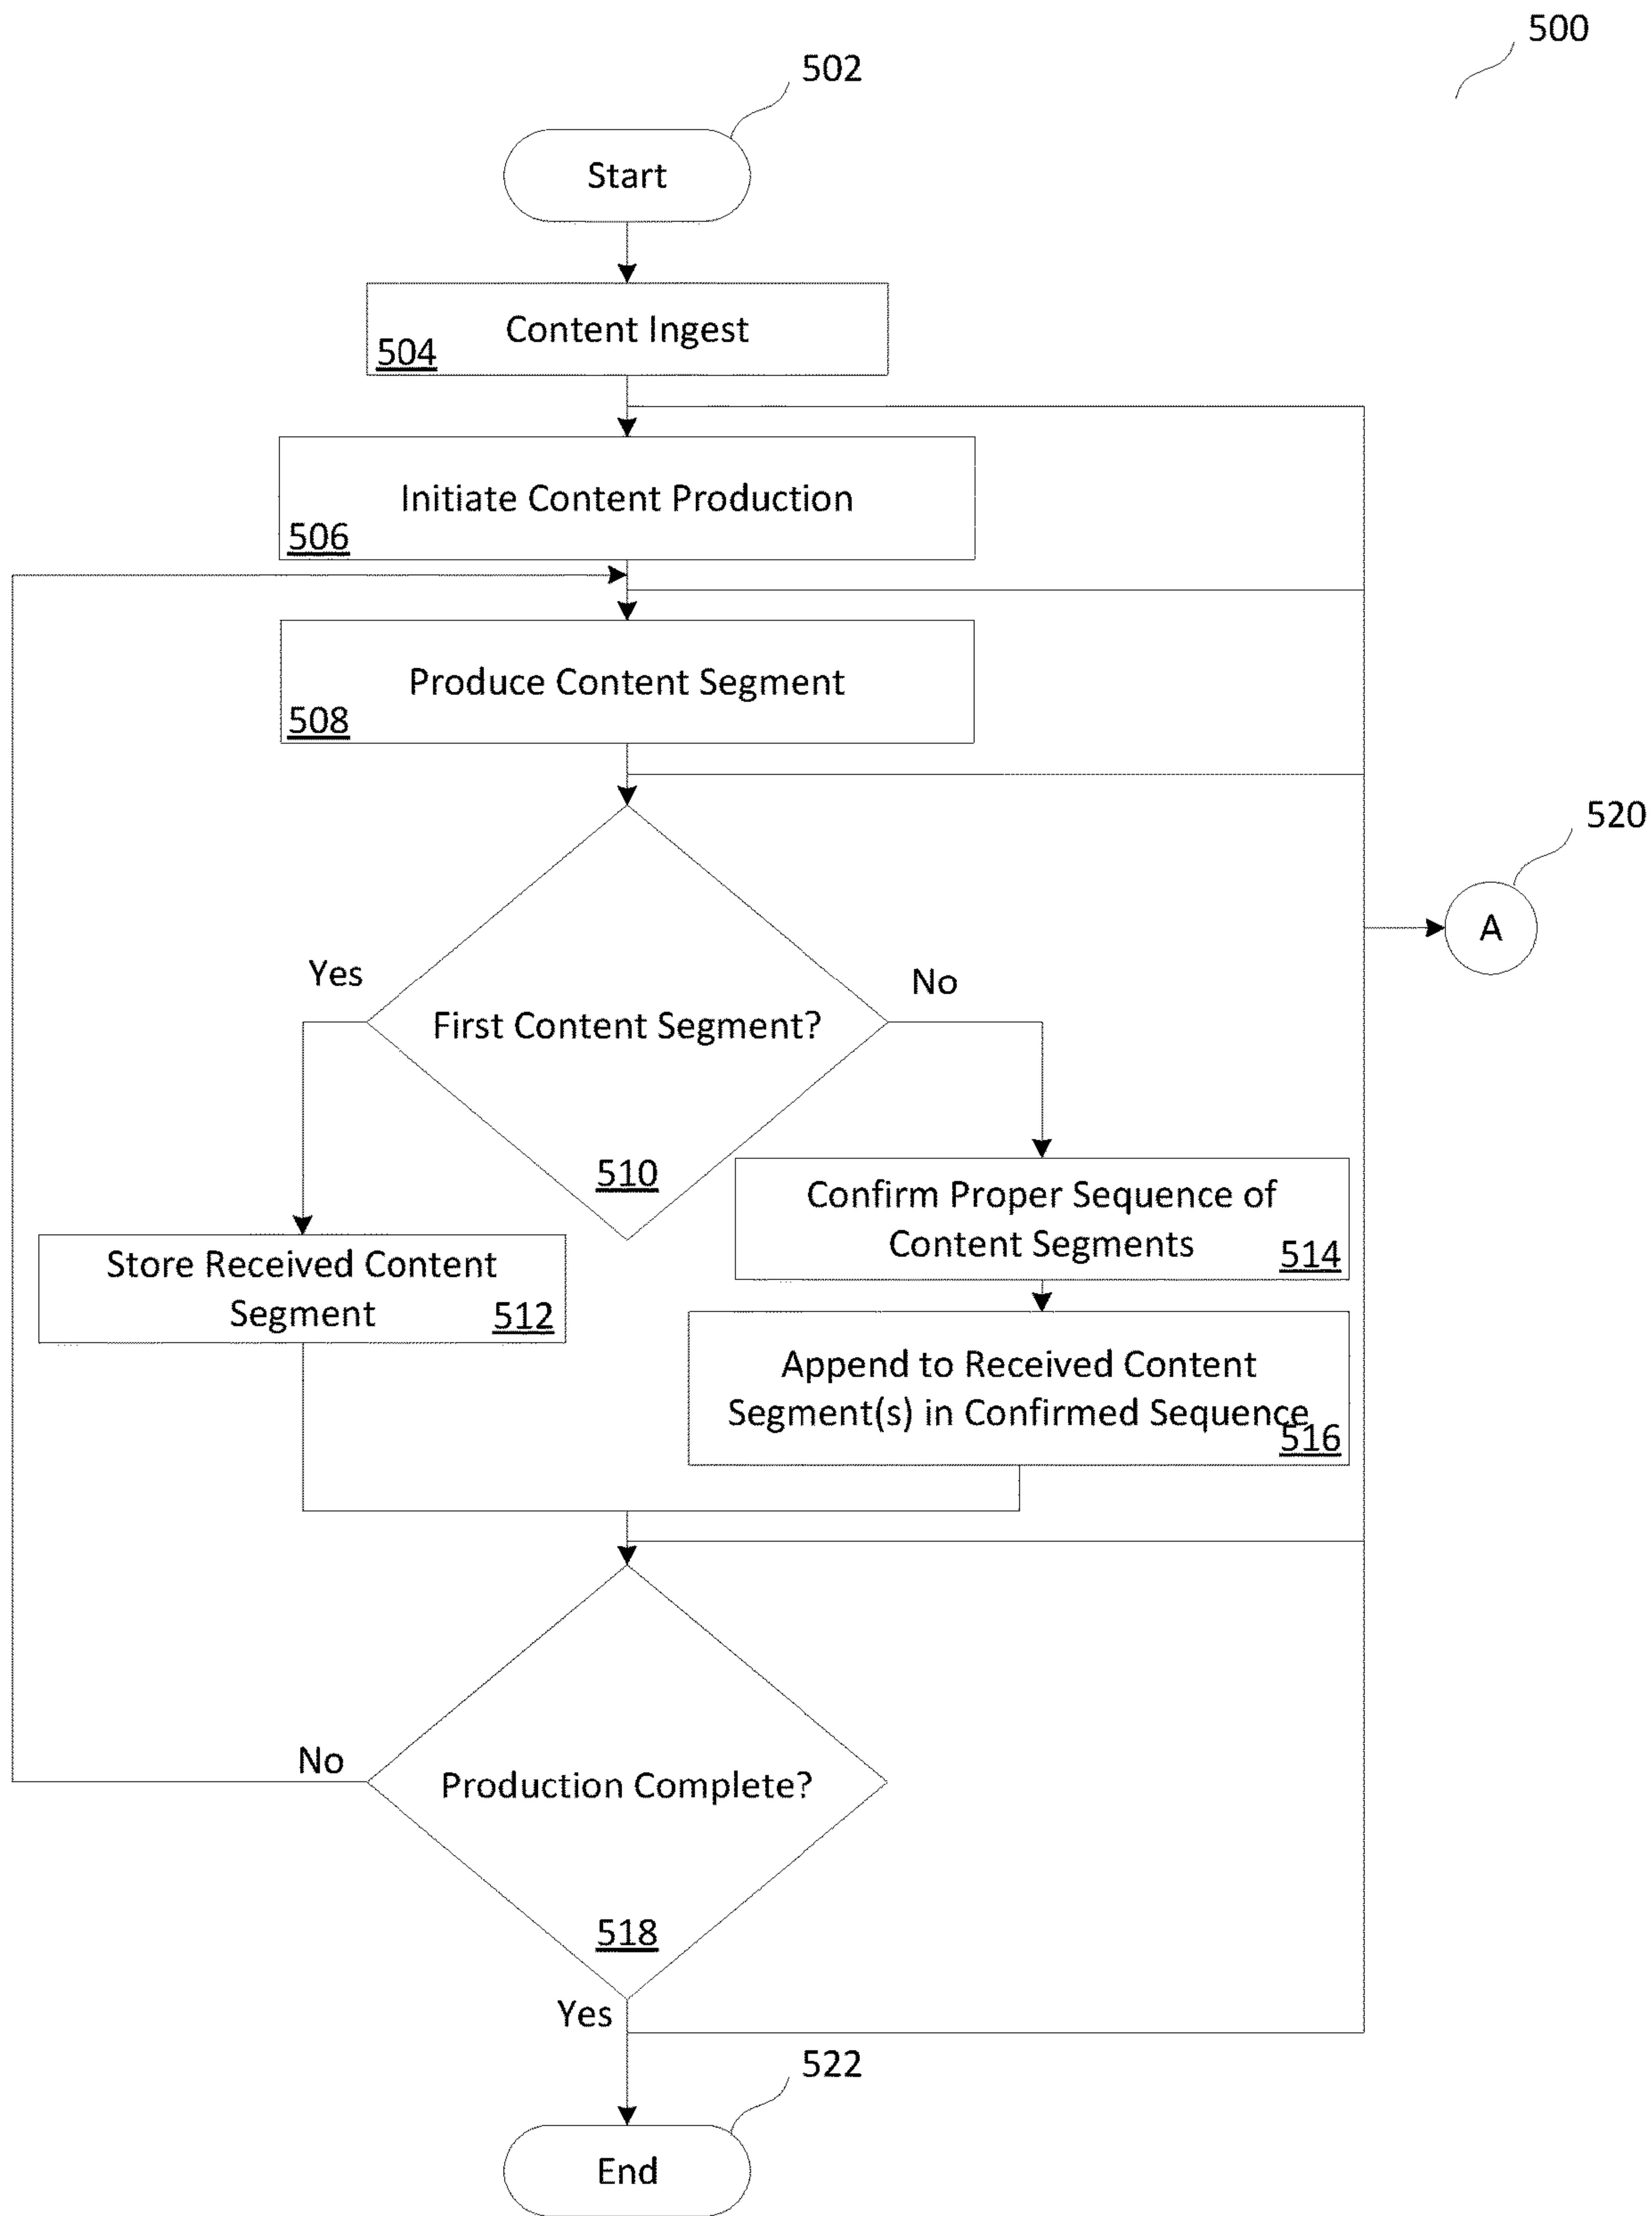 500
502
Start
Content Ingest
504
Initiate Content Production
506
Produce Content Segment
508
520
A
Yes
No
First Content Segment?
510
Confirm Proper Sequence of
Content Segments
514
Store Received Content
Segment
512
Append to Received Content
Segment(s) in Confirmed Sequence
516
No
Production Complete?
518
Yes
522
End